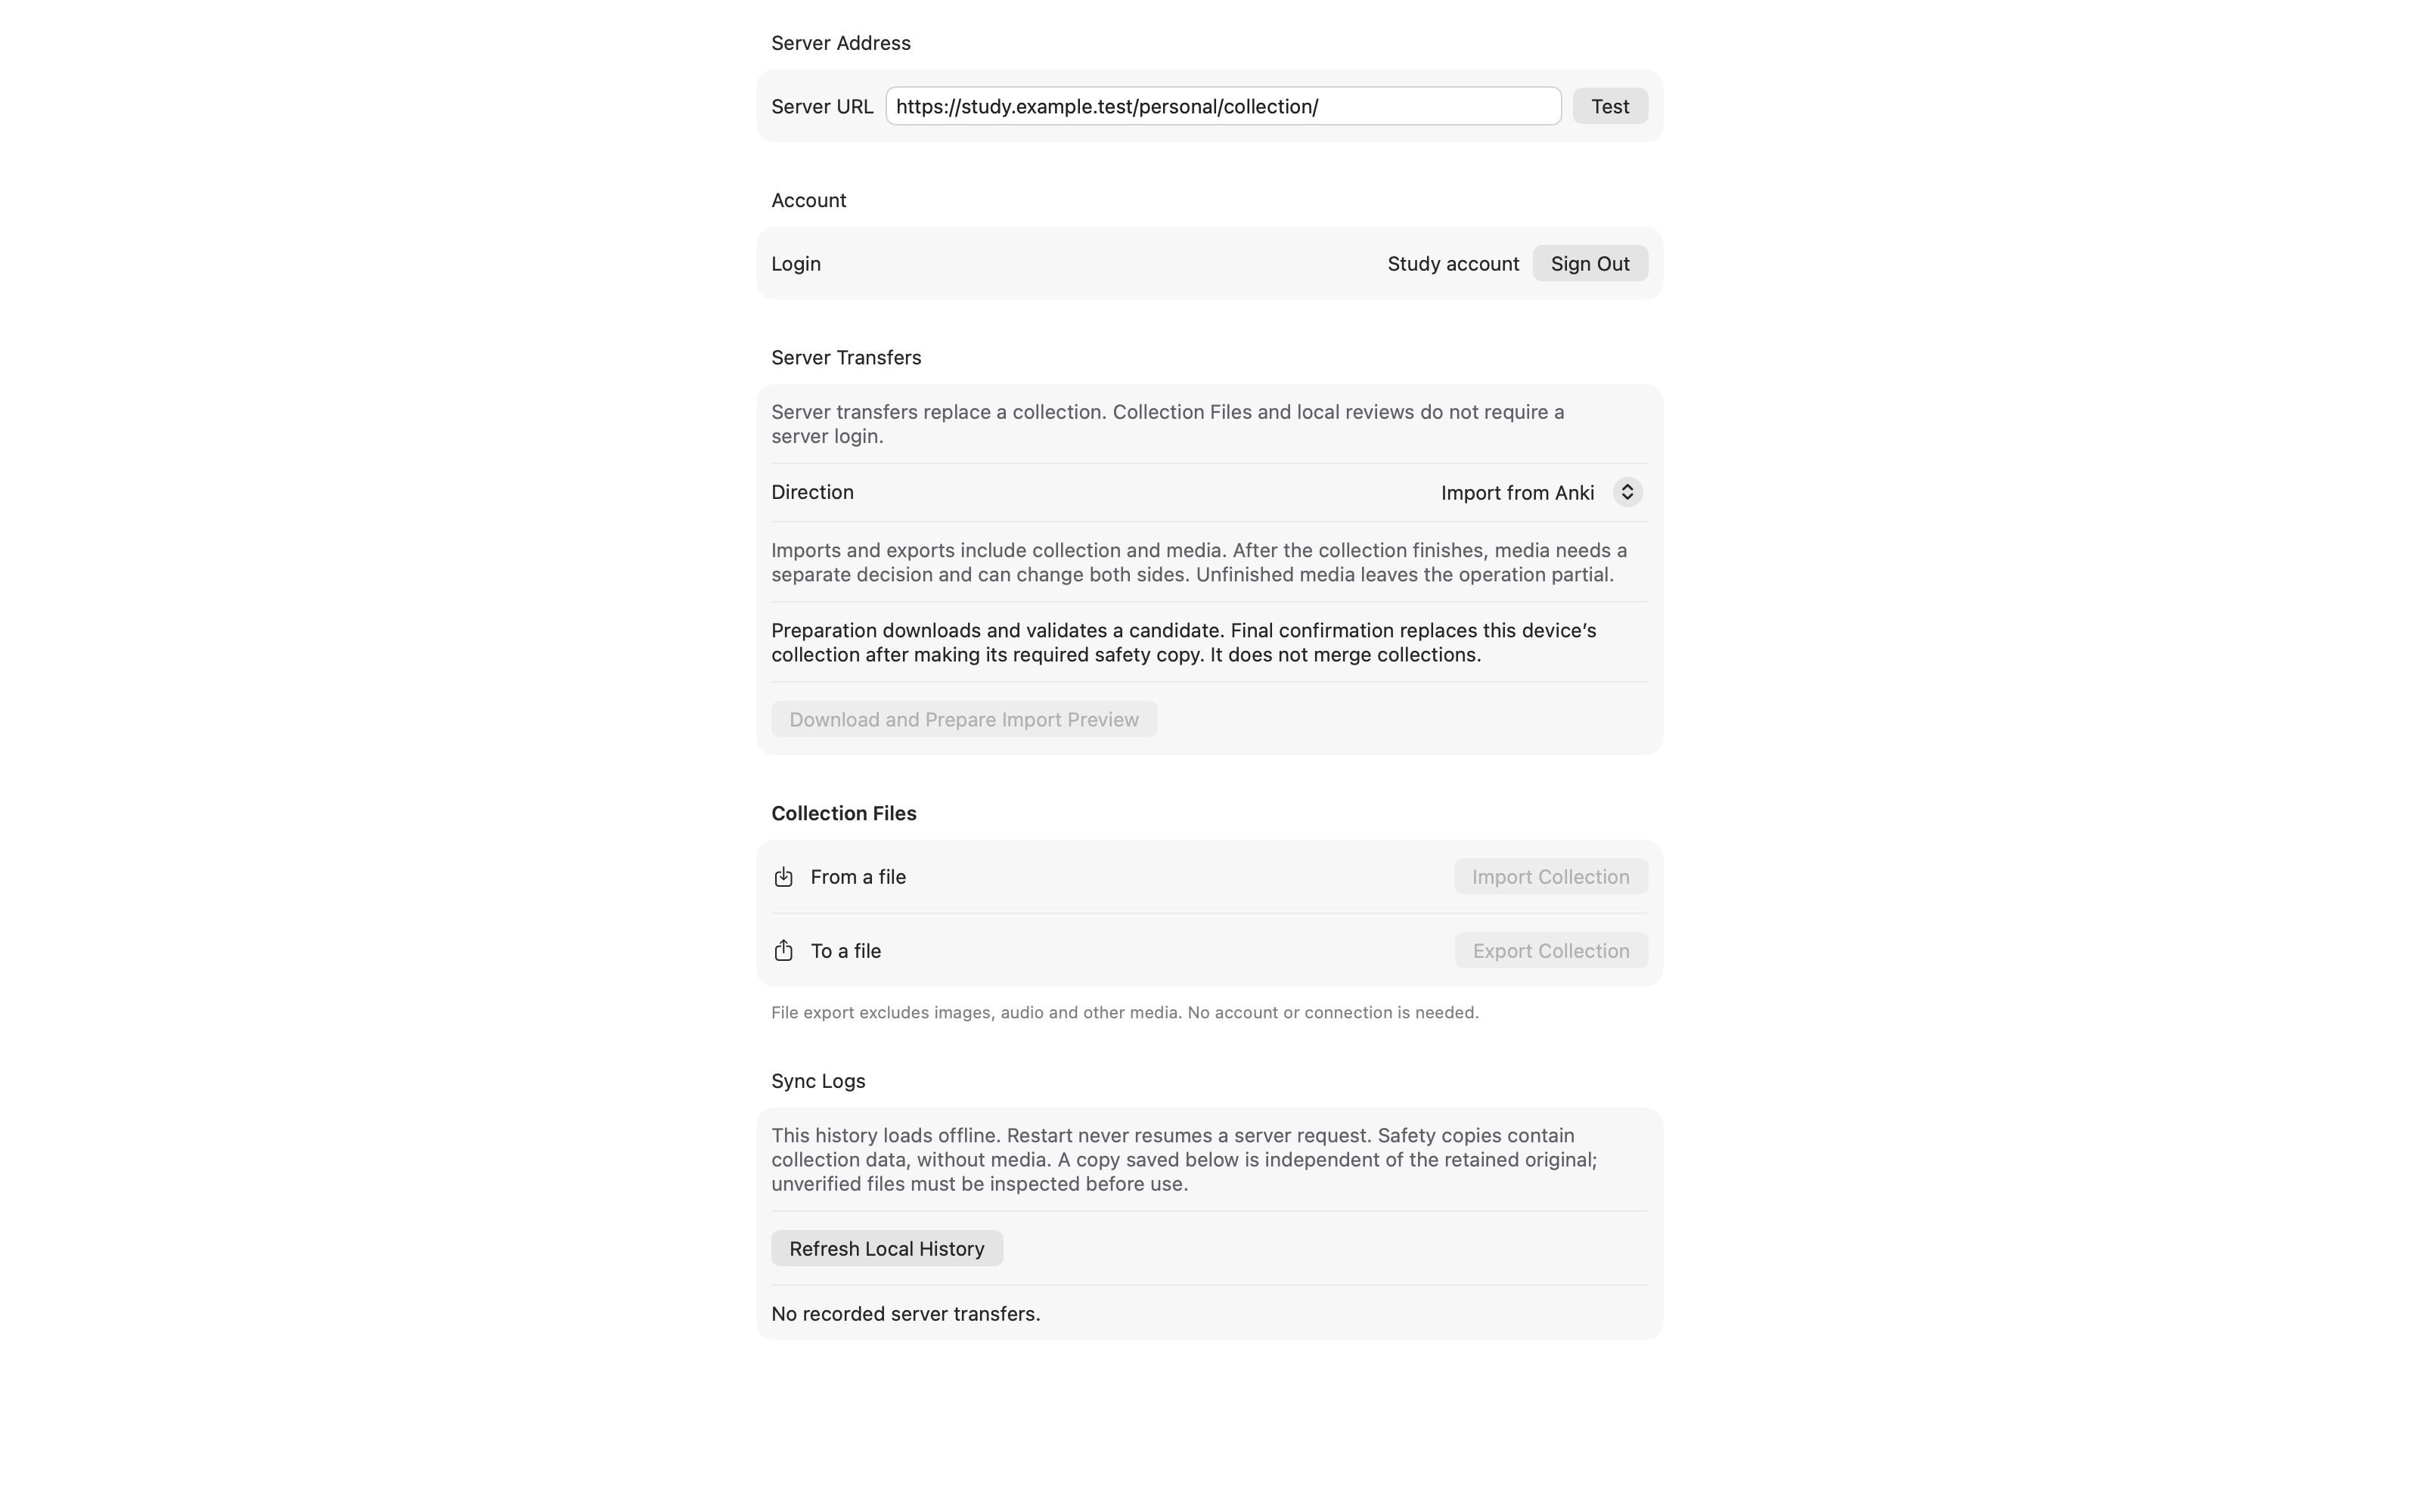 Server Address
Server URL https://study.example.test/personal/collection/ Test
Account
Login Study account Sign Out
Server Transfers
Server transfers replace a collection. Collection Files and local reviews do not require a
server login.
Direction Import from Anki
Imports and exports include collection and media. After the collection finishes, media needs a
separate decision and can change both sides. Unfinished media leaves the operation partial.
Preparation downloads and validates a candidate. Final confirmation replaces this device’s
collection after making its required safety copy. It does not merge collections.
Download and Prepare Import Preview
Collection Files
From a file Import Collection
To a file Export Collection
File export excludes images, audio and other media. No account or connection is needed.
Sync Logs
This history loads offline. Restart never resumes a server request. Safety copies contain
collection data, without media. A copy saved below is independent of the retained original;
unverified files must be inspected before use.
Refresh Local History
No recorded server transfers.